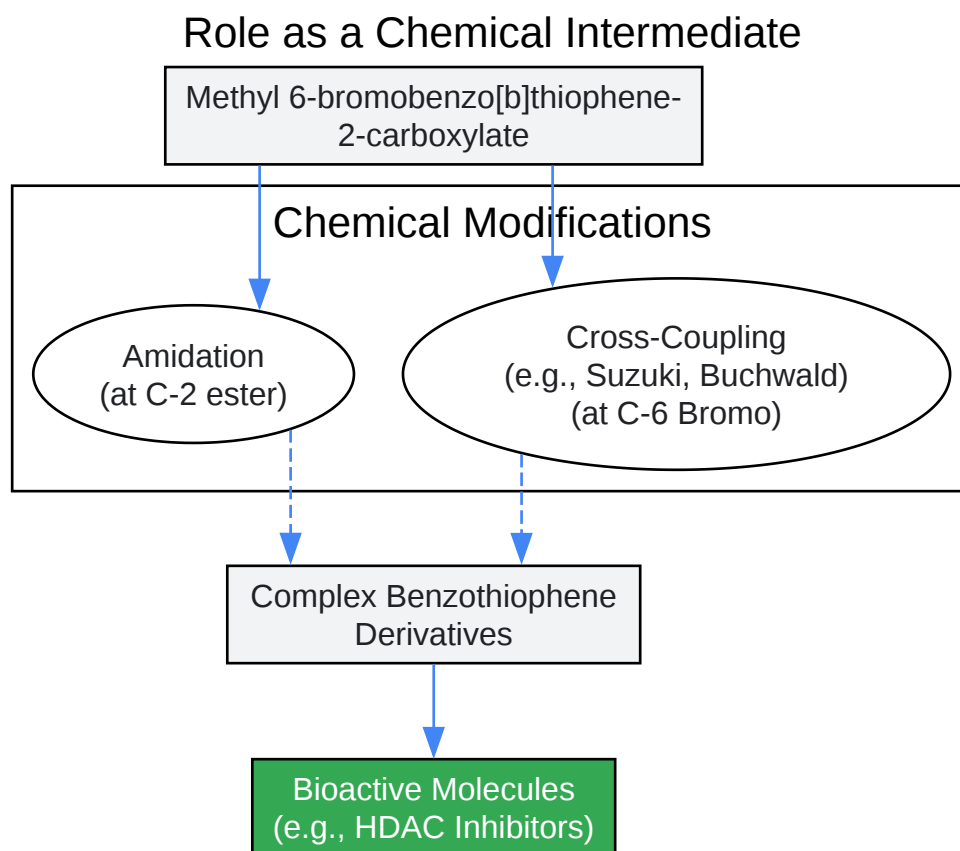 Role as a Chemical Intermediate
Methyl 6-bromobenzo[b]thiophene-
2-carboxylate
Chemical Modifications
Amidation
(at C-2 ester)
Cross-Coupling
(e.g., Suzuki, Buchwald)
(at C-6 Bromo)
Complex Benzothiophene
Derivatives
Bioactive Molecules
(e.g., HDAC Inhibitors)